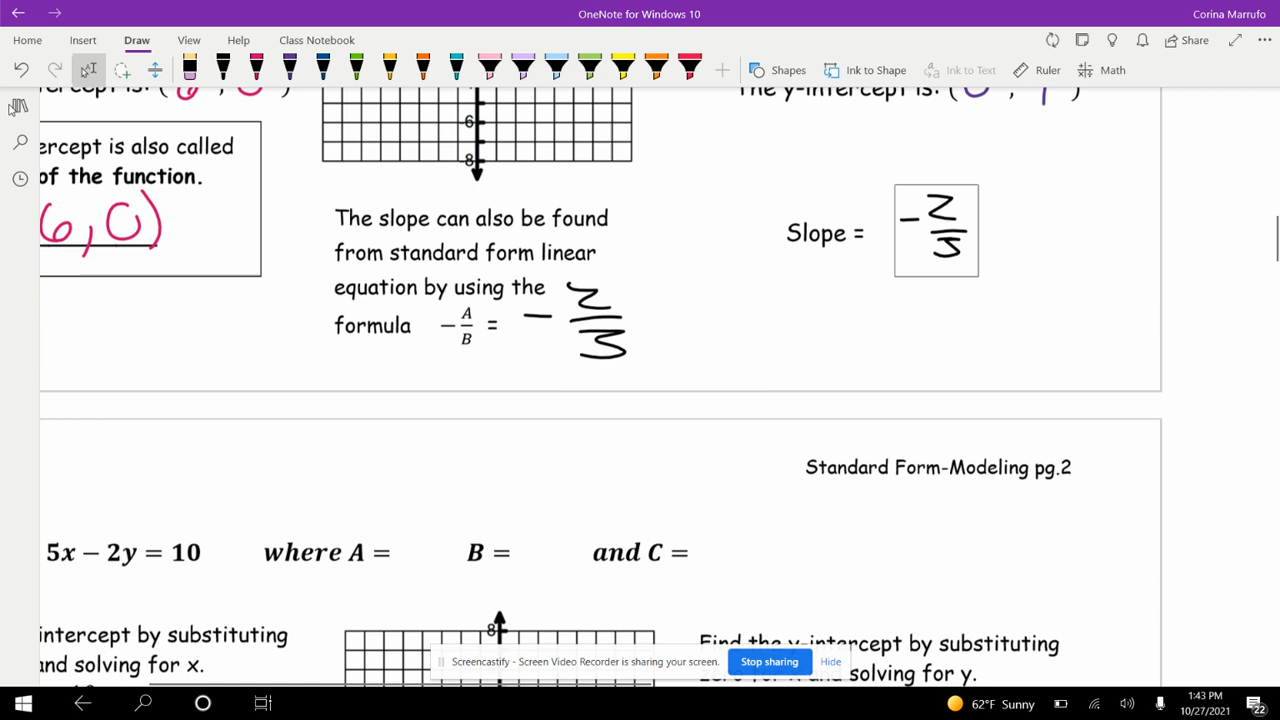 OneNote for Windows 10
Corina Marrufo
Home Insert Draw View Help Class Notebook
Share
Shapes Ink to Shape Ink to Text Ruler Math
ercept is: (6, 0)
The y-intercept is: (0,
ercept is also called
of the function.
6,0)
The slope can also be found
from standard form linear
equation by using the
formula −A/B = − 2/3
Slope = −2/3
Standard Form-Modeling pg.2
5x − 2y = 10 where A = B = and C =
intercept by substituting
and solving for x.
8
6
8
Find the y-intercept by substituting
zero for x and solving for y.
Screencastify - Screen Video Recorder is sharing your screen.
Stop sharing
Hide
62°F Sunny
1:43 PM
10/27/2021
22